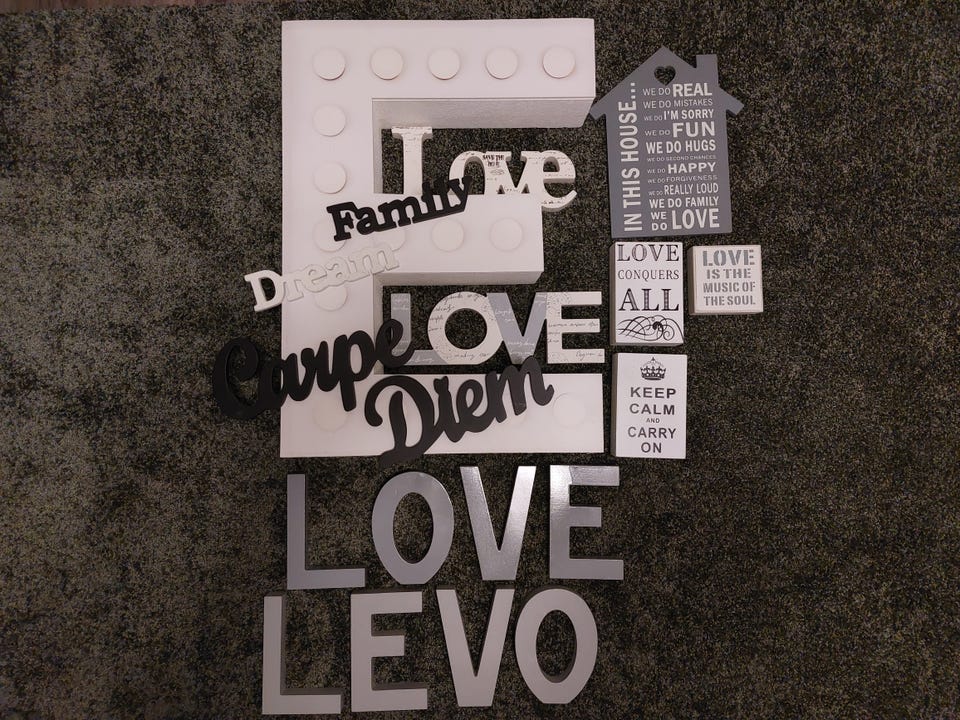 E
Love
Family
Dream
LOVE
Carpe
Diem
IN THIS HOUSE...
WE DO REAL
WE DO MISTAKES
WE DO I'M SORRY
WE DO FUN
WE DO HUGS
WE DO SECOND CHANCES
WE DO HAPPY
WE DO FORGIVENESS
WE DO REALLY LOUD
WE DO FAMILY
WE DO LOVE
LOVE
CONQUERS
ALL
LOVE
IS THE
MUSIC OF
THE SOUL
KEEP
CALM
AND
CARRY
ON
LOVE
LEVO